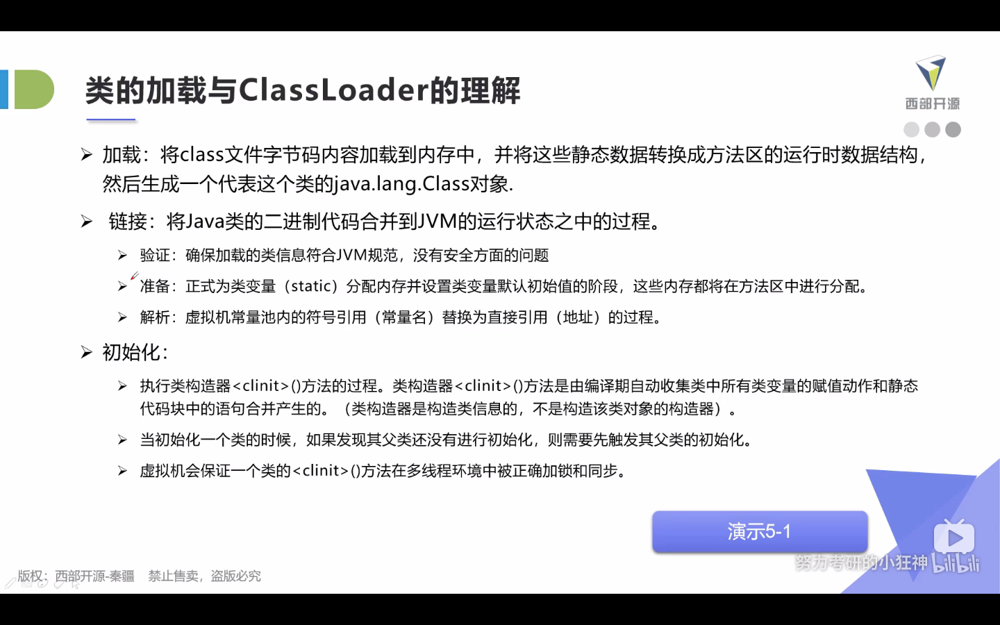 类的加载与ClassLoader的理解
西部开源
加载：将class文件字节码内容加载到内存中，并将这些静态数据转换成方法区的运行时数据结构，
然后生成一个代表这个类的java.lang.Class对象.
链接：将Java类的二进制代码合并到JVM的运行状态之中的过程。
验证：确保加载的类信息符合JVM规范，没有安全方面的问题
准备：正式为类变量（static）分配内存并设置类变量默认初始值的阶段，这些内存都将在方法区中进行分配。
解析：虚拟机常量池内的符号引用（常量名）替换为直接引用（地址）的过程。
初始化：
执行类构造器<clinit>()方法的过程。类构造器<clinit>()方法是由编译期自动收集类中所有类变量的赋值动作和静态
代码块中的语句合并产生的。（类构造器是构造类信息的，不是构造该类对象的构造器）。
当初始化一个类的时候，如果发现其父类还没有进行初始化，则需要先触发其父类的初始化。
虚拟机会保证一个类的<clinit>()方法在多线程环境中被正确加锁和同步。
演示5-1
努力考研的小狂神 bilibili
版权：西部开源-秦疆 禁止售卖，盗版必究